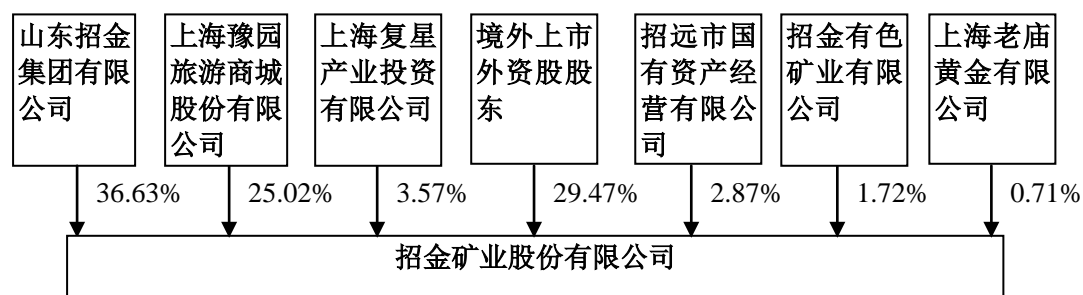 山东招金
集团有限
公司
上海豫园
旅游商城
股份有限
公司
上海复星
产业投资
有限公司
境外上市
外资股股
东
招远市国
有资产经
营有限公
司
招金有色
矿业有限
公司
上海老庙
黄金有限
公司
36.63%
25.02%
3.57%
29.47%
2.87%
1.72%
0.71%
招金矿业股份有限公司